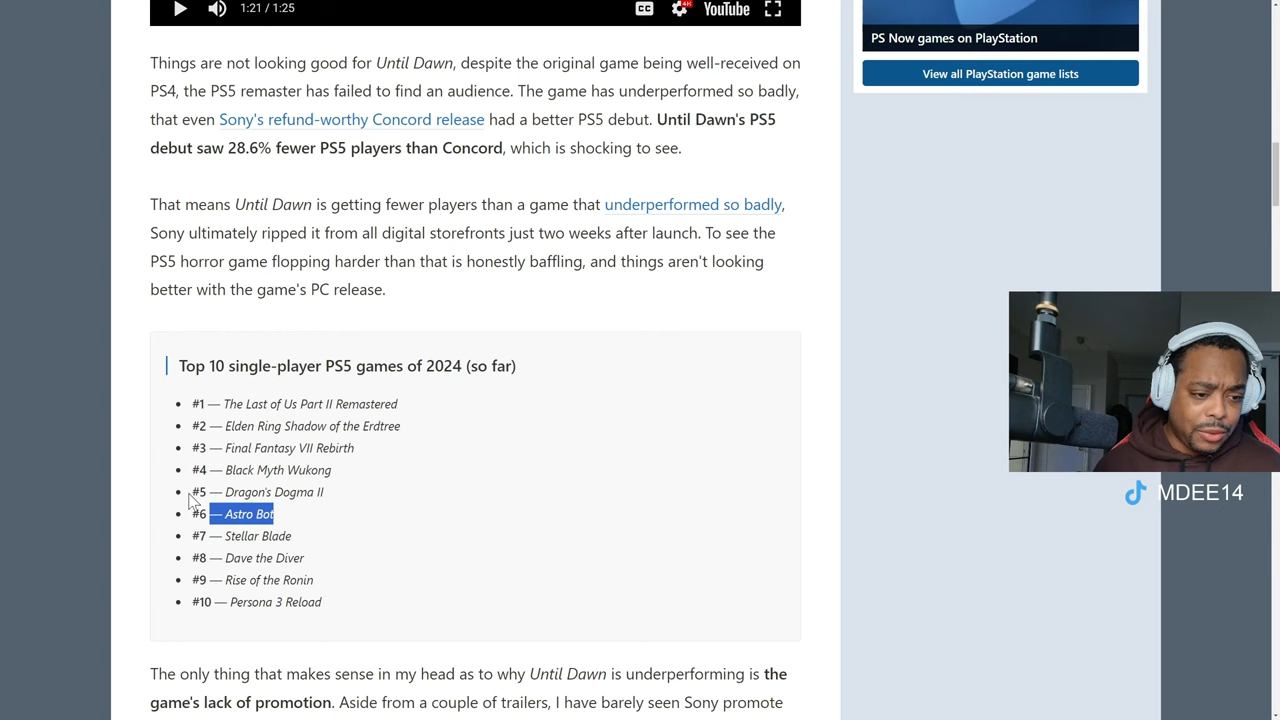 1:21 / 1:25
CC
YouTube
Things are not looking good for Until Dawn, despite the original game being well-received on
PS4, the PS5 remaster has failed to find an audience. The game has underperformed so badly,
that even Sony's refund-worthy Concord release had a better PS5 debut. Until Dawn's PS5
debut saw 28.6% fewer PS5 players than Concord, which is shocking to see.
That means Until Dawn is getting fewer players than a game that underperformed so badly,
Sony ultimately ripped it from all digital storefronts just two weeks after launch. To see the
PS5 horror game flopping harder than that is honestly baffling, and things aren't looking
better with the game's PC release.
Top 10 single-player PS5 games of 2024 (so far)
• #1 — The Last of Us Part II Remastered
• #2 — Elden Ring Shadow of the Erdtree
• #3 — Final Fantasy VII Rebirth
• #4 — Black Myth Wukong
• #5 — Dragon's Dogma II
• #6 — Astro Bot
• #7 — Stellar Blade
• #8 — Dave the Diver
• #9 — Rise of the Ronin
• #10 — Persona 3 Reload
The only thing that makes sense in my head as to why Until Dawn is underperforming is the
game's lack of promotion. Aside from a couple of trailers, I have barely seen Sony promote
PS Now games on PlayStation
View all PlayStation game lists
MDEE14